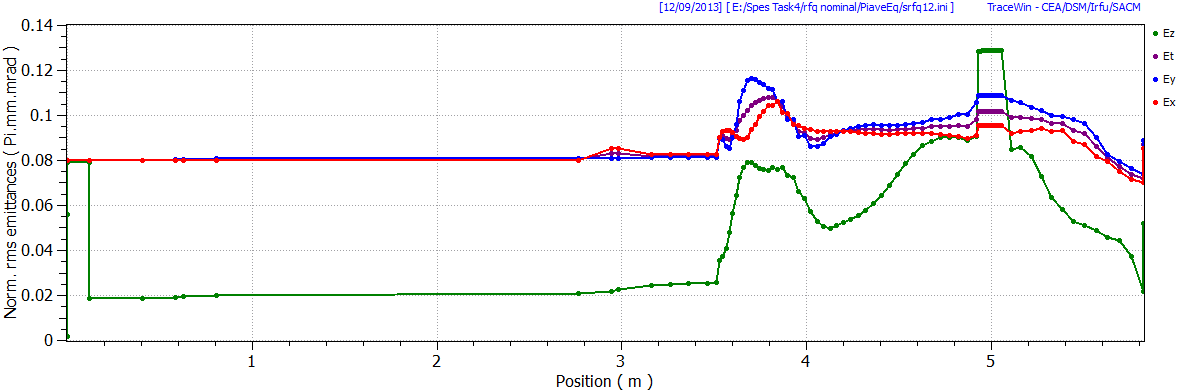 [12/09/2013] [ E:/Spes Task4/rfq nominal/PiaveEq/srfq12.ini ] TraceWin - CEA/DSM/Irfu/SACM
Norm. rms emittances ( Pi.mm.mrad )
0.14
0.12
0.1
0.08
0.06
0.04
0.02
0
1 2 3 4 5
Position ( m )
Ez
Et
Ey
Ex